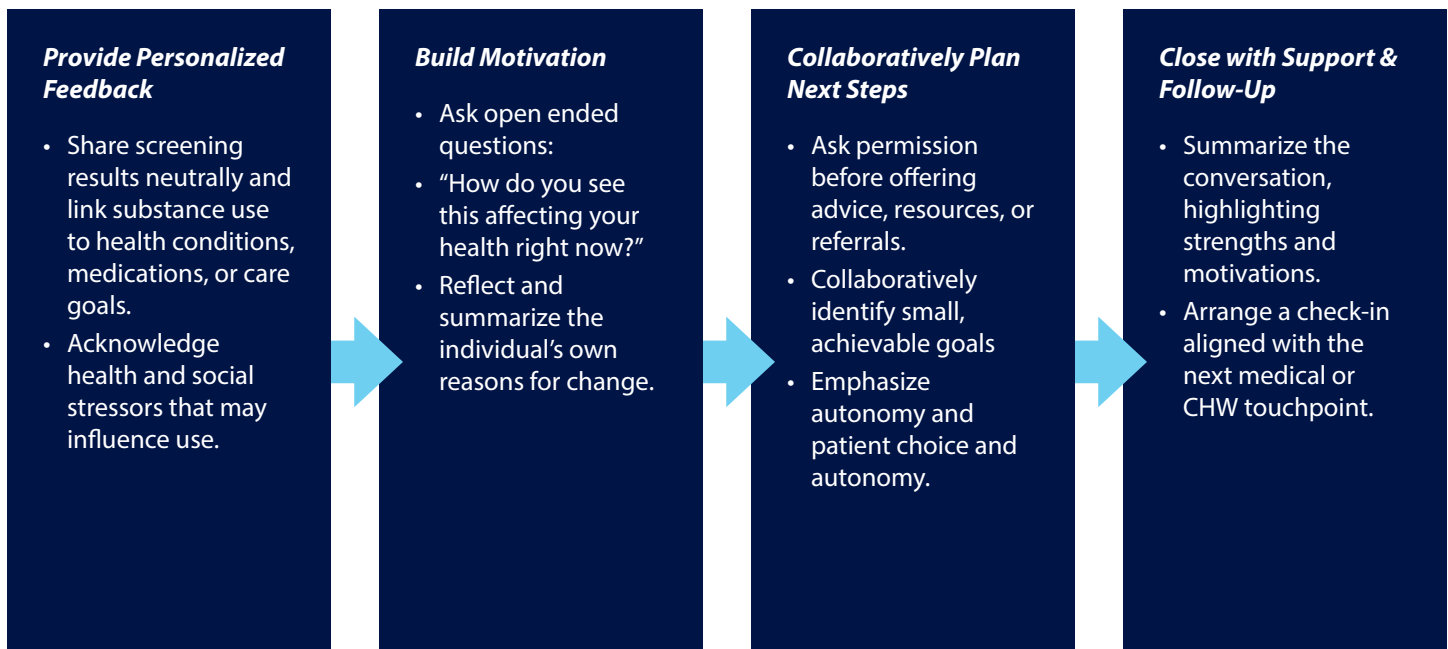 Provide Personalized
Feedback
• Share screening
results neutrally and
link substance use
to health conditions,
medications, or care
goals.
• Acknowledge
health and social
stressors that may
influence use.
Build Motivation
• Ask open ended
questions:
• “How do you see
this affecting your
health right now?”
• Reflect and
summarize the
individual’s own
reasons for change.
Collaboratively Plan
Next Steps
• Ask permission
before offering
advice, resources, or
referrals.
• Collaboratively
identify small,
achievable goals
• Emphasize
autonomy and
patient choice and
autonomy.
Close with Support &
Follow-Up
• Summarize the
conversation,
highlighting
strengths and
motivations.
• Arrange a check-in
aligned with the
next medical or
CHW touchpoint.